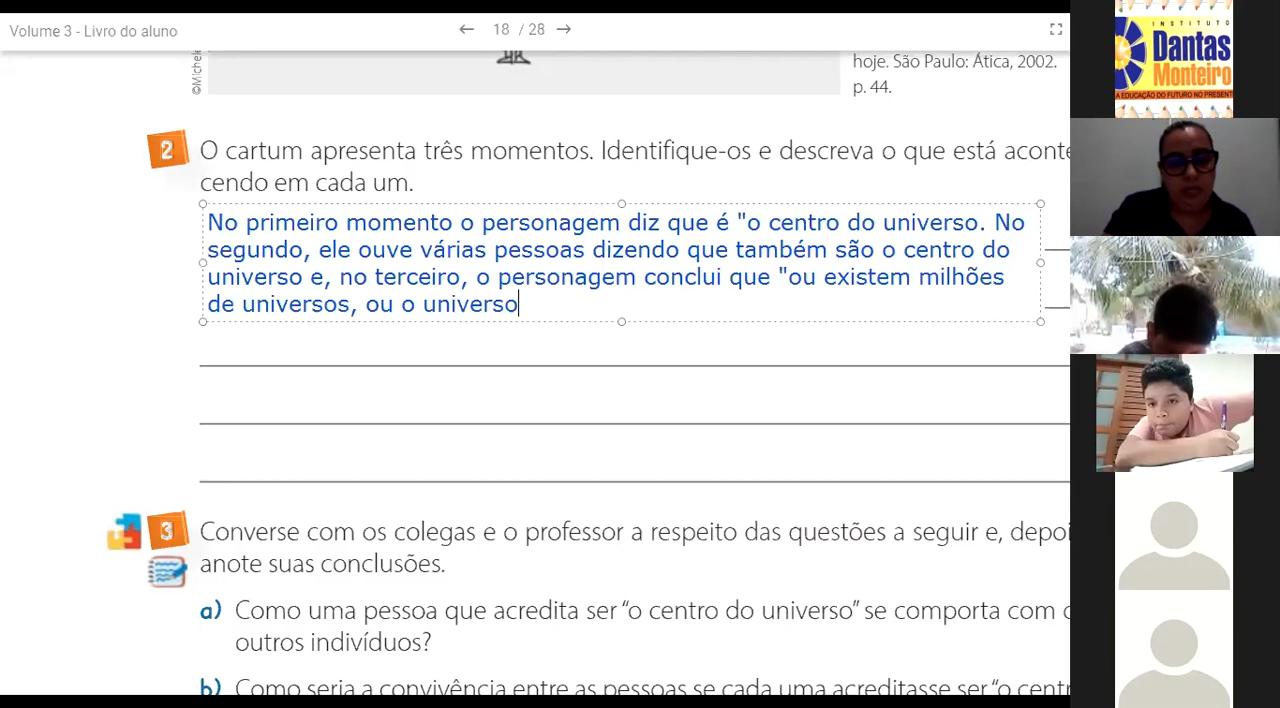 Volume 3 - Livro do aluno
18 / 28
©Michele
hoje. São Paulo: Ática, 2002.
p. 44.
2 O cartum apresenta três momentos. Identifique-os e descreva o que está aconte
cendo em cada um.
No primeiro momento o personagem diz que é "o centro do universo. No
segundo, ele ouve várias pessoas dizendo que também são o centro do
universo e, no terceiro, o personagem conclui que "ou existem milhões
de universos, ou o universo
3 Converse com os colegas e o professor a respeito das questões a seguir e, depoi
anote suas conclusões.
a) Como uma pessoa que acredita ser “o centro do universo” se comporta com o
outros indivíduos?
b) Como seria a convivência entre as pessoas se cada uma acreditasse ser “o centr
INSTITUTO
Dantas
Monteiro
A EDUCAÇÃO DO FUTURO NO PRESENT